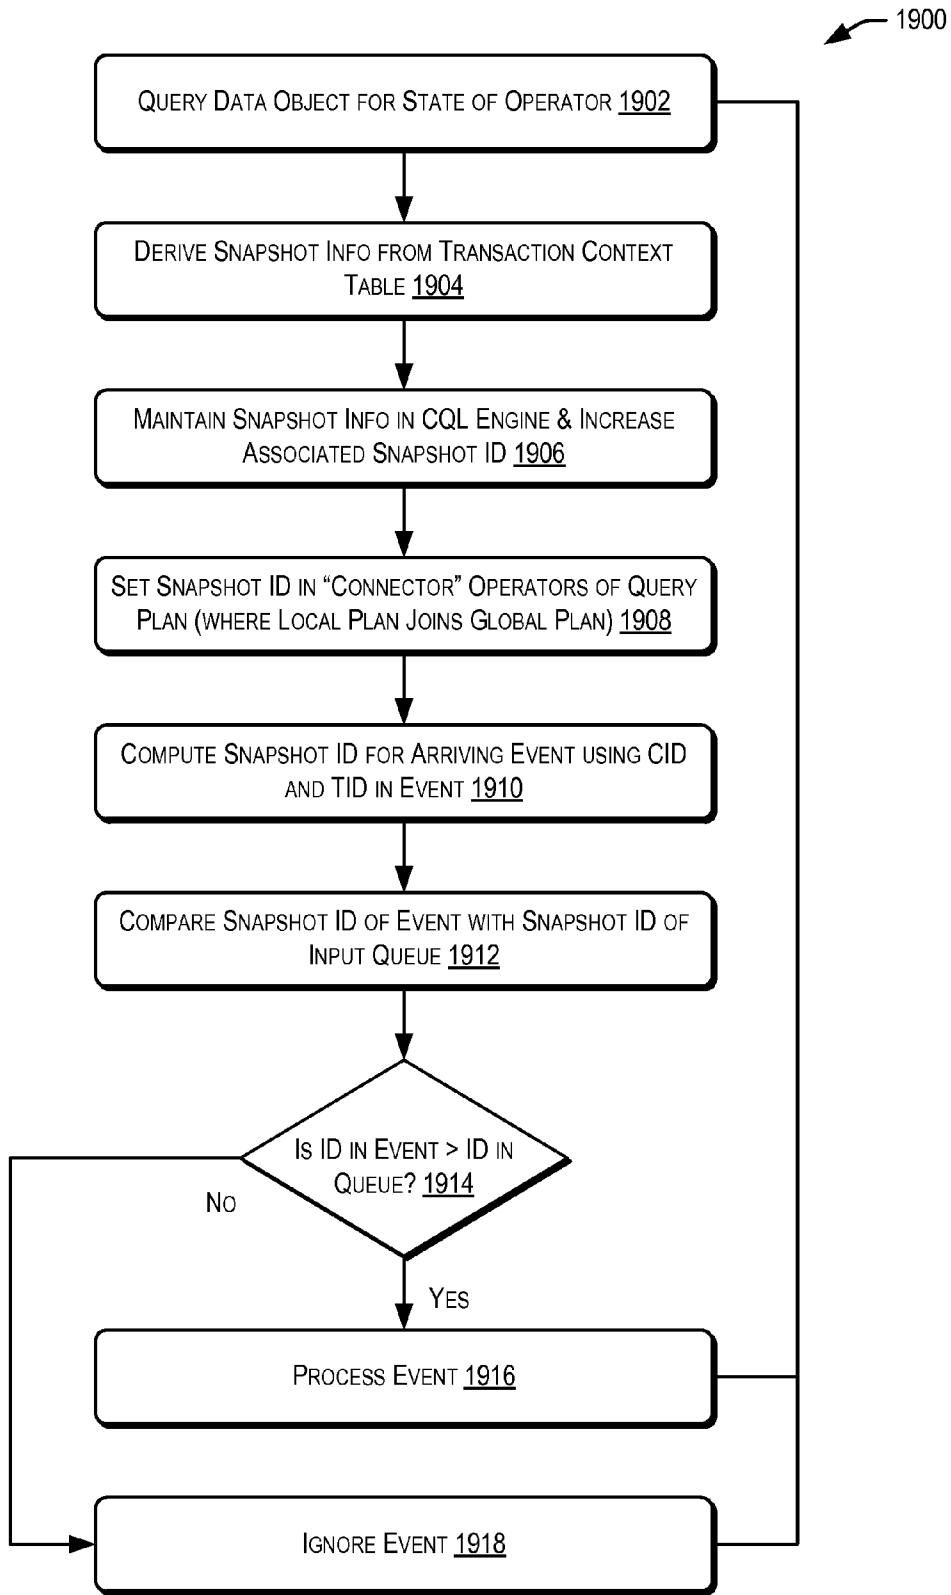 1900
Query Data Object for State of Operator 1902
Derive Snapshot Info from Transaction Context
Table 1904
Maintain Snapshot Info in CQL Engine & Increase
Associated Snapshot ID 1906
Set Snapshot ID in “Connector” Operators of Query
Plan (where Local Plan Joins Global Plan) 1908
Compute Snapshot ID for Arriving Event using CID
and TID in Event 1910
Compare Snapshot ID of Event with Snapshot ID of
Input Queue 1912
Is ID in Event > ID in
Queue? 1914
No
Yes
Process Event 1916
Ignore Event 1918